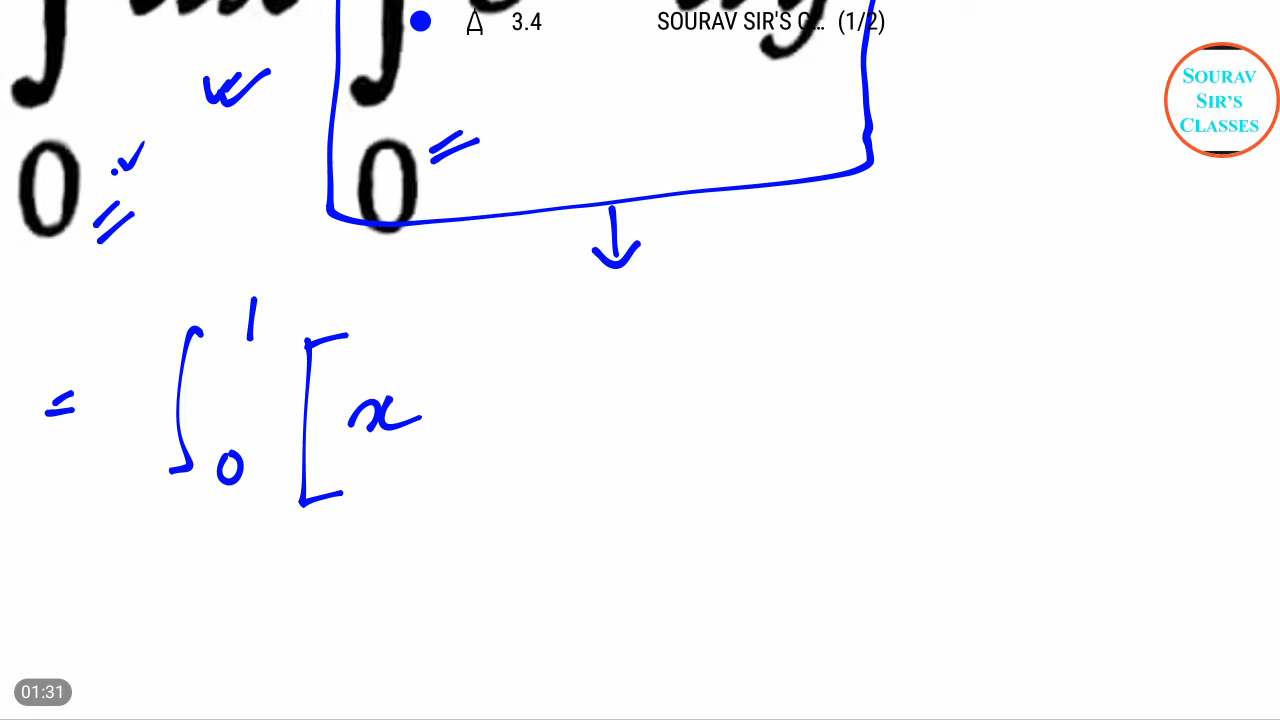 3.4 SOURAV SIR'S C... (1/2)
SOURAV
SIR'S
CLASSES
∫ ∫
0 0
= ∫
1
0 [ x
01:31